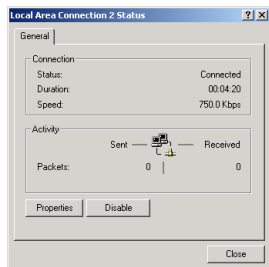 Local Area Connection 2 Status
General
Connection
Status: Connected
Duration: 00:04:20
Speed: 750.0 Kbps
Activity
Sent Received
Packets: 0 0
Properties Disable
Close